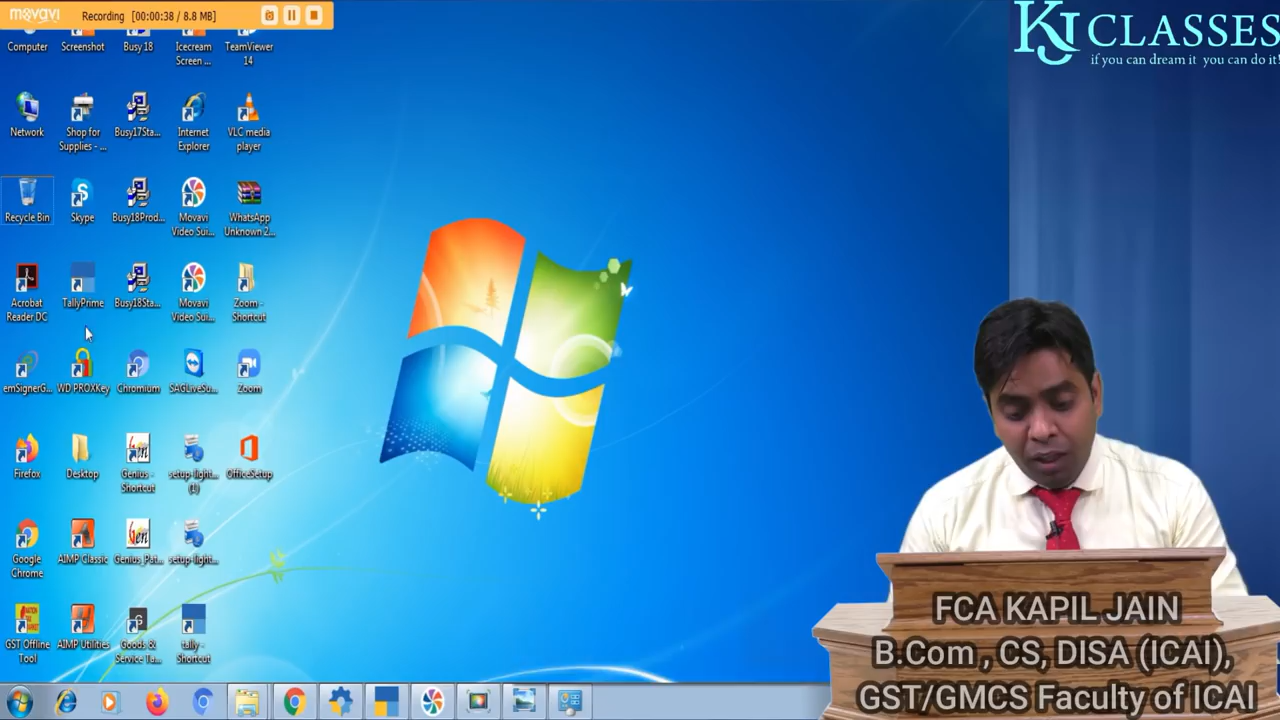 movavi
Recording [00:00:38 / 8.8 MB]
KJ CLASSES
if you can dream it you can do it!
Computer
Screenshot
Busy 18
Icecream
Screen ...
TeamViewer
14
Network
Shop for
Supplies - ...
Busy17Sta...
Internet
Explorer
VLC media
player
Recycle Bin
Skype
Busy18Prod...
Movavi
Video Sui...
WhatsApp
Unknown 2...
Acrobat
Reader DC
TallyPrime
Busy18Sta...
Movavi
Video Sui...
Zoom -
Shortcut
emSignerG...
WD PROXKey
Chromium
SAGLiveSu...
Zoom
Firefox
Desktop
Genius -
Shortcut
setup-light...
(1)
OfficeSetup
Google
Chrome
AIMP Classic
Genius_Pat...
setup-light...
GST Offline
Tool
AIMP Utilities
Goods &
Service Ta...
tally -
Shortcut
FCA KAPIL JAIN
B.Com , CS, DISA (ICAI),
GST/GMCS Faculty of ICAI